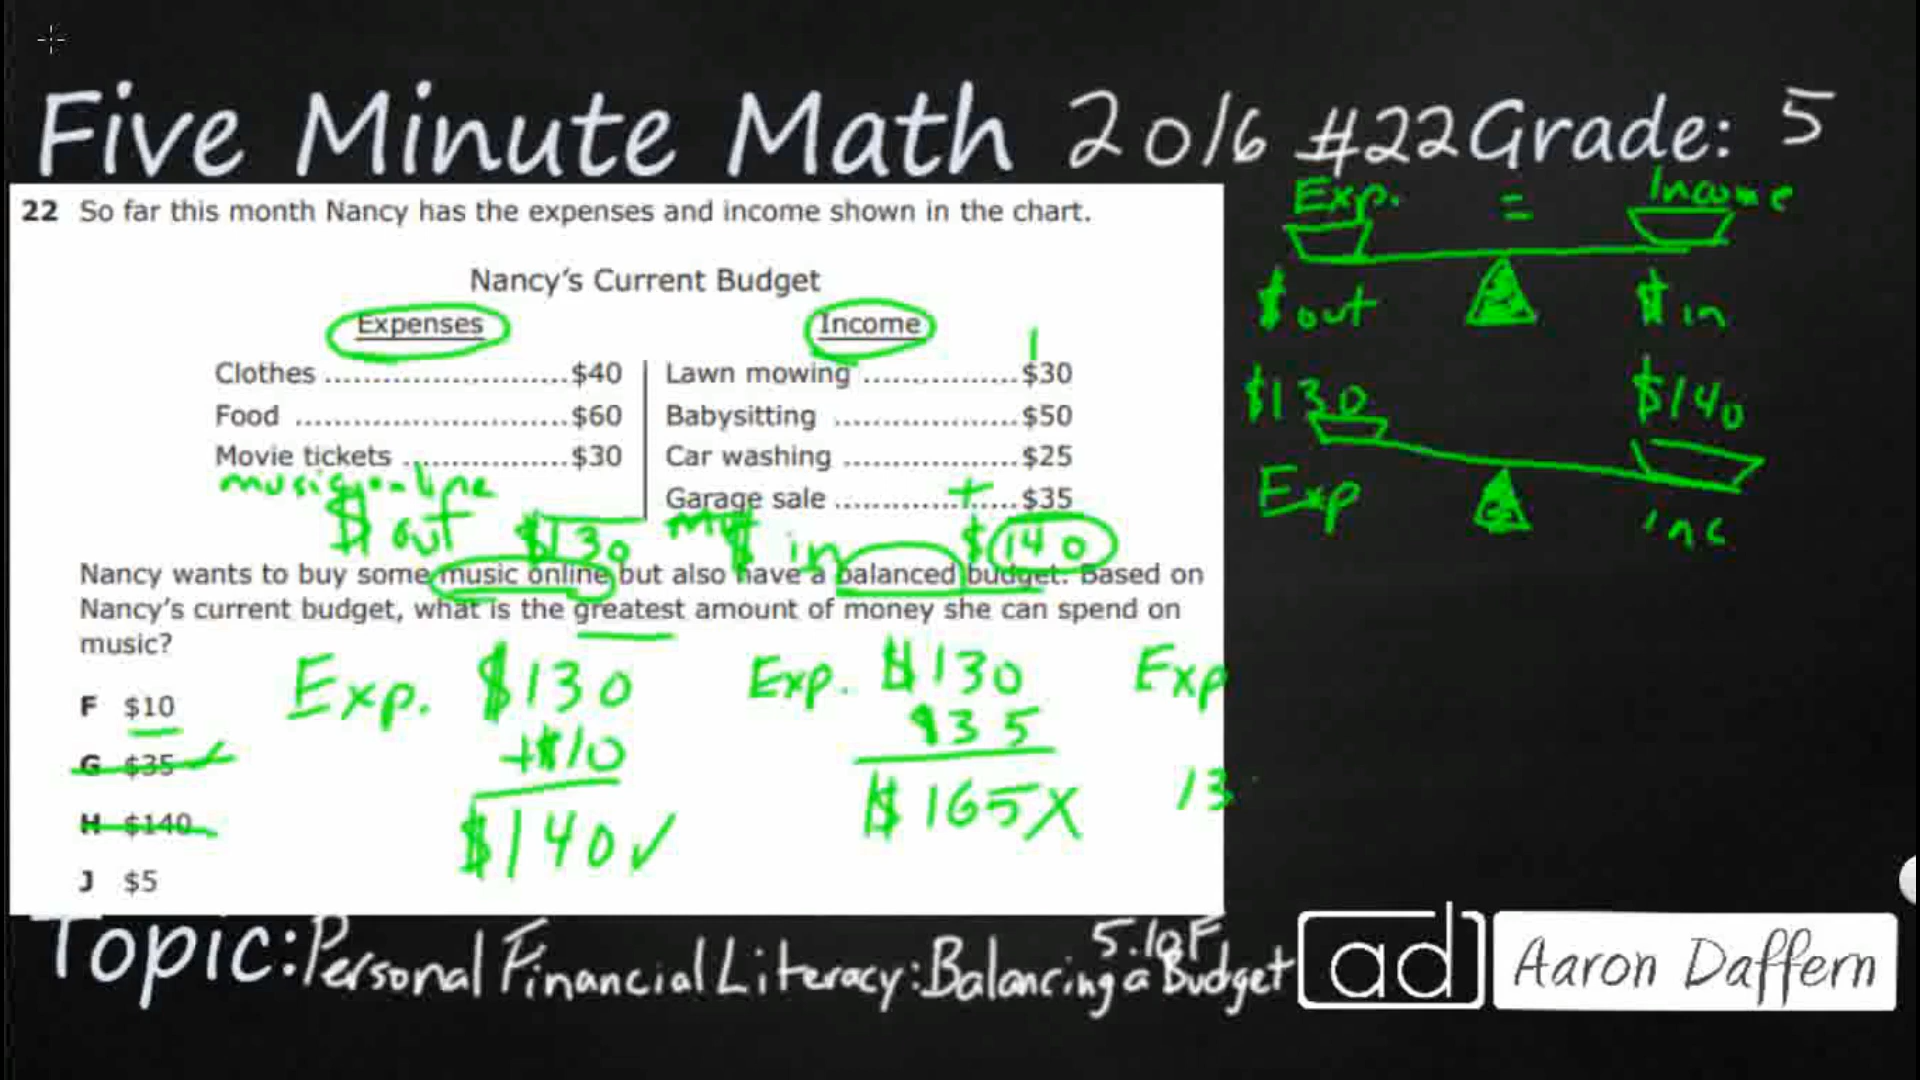 Five Minute Math 2016 #22 Grade: 5
22 So far this month Nancy has the expenses and income shown in the chart.
Nancy's Current Budget
Expenses
Income
Clothes ........................ $40
Food ........................... $60
Movie tickets ................ $30
music online
$ out
$130
Lawn mowing ............... $30
1
Babysitting .................. $50
Car washing ................. $25
Garage sale .................. $35
+
$ in
$140
Nancy wants to buy some music online but also have a balanced budget. Based on
Nancy's current budget, what is the greatest amount of money she can spend on
music?
F $10
G $35
H $140
J $5
Exp. $130
+$10
$140✓
Exp. $130
$35
$165X
Exp
13
Exp. = Income
$ out
$ in
$130
$140
Exp
inc
Topic: Personal Financial Literacy: Balancing a Budget
5.10F
ad
Aaron Daffern